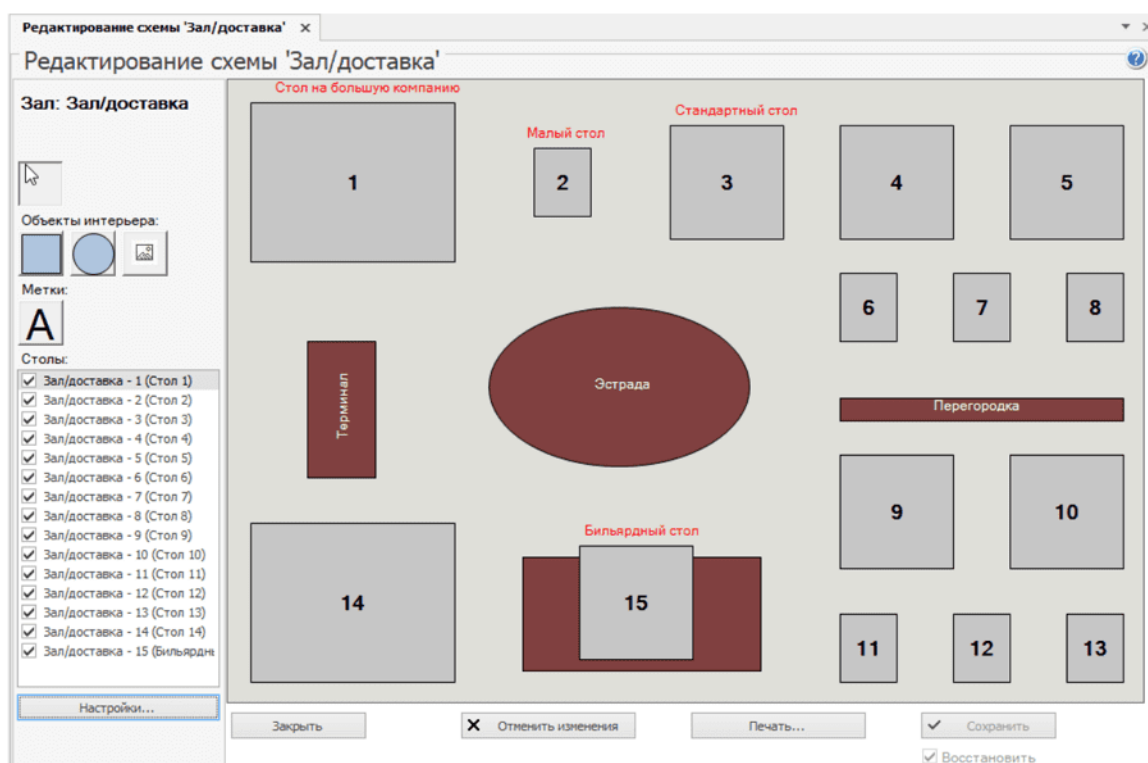 Редактирование схемы 'Зал/доставка'
Редактирование схемы 'Зал/доставка'
Зал: Зал/доставка
Объекты интерьера:
Метки:
A
Столы:
Зал/доставка - 1 (Стол 1)
Зал/доставка - 2 (Стол 2)
Зал/доставка - 3 (Стол 3)
Зал/доставка - 4 (Стол 4)
Зал/доставка - 5 (Стол 5)
Зал/доставка - 6 (Стол 6)
Зал/доставка - 7 (Стол 7)
Зал/доставка - 8 (Стол 8)
Зал/доставка - 9 (Стол 9)
Зал/доставка - 10 (Стол 10)
Зал/доставка - 11 (Стол 11)
Зал/доставка - 12 (Стол 12)
Зал/доставка - 13 (Стол 13)
Зал/доставка - 14 (Стол 14)
Зал/доставка - 15 (Бильярдны
Настройки...
Стол на большую компанию
Малый стол
Стандартный стол
1
2
3
4
5
6
7
8
Терминал
Эстрада
Перегородка
9
10
Бильярдный стол
14
15
11
12
13
Закрыть
Отменить изменения
Печать...
Сохранить
Восстановить